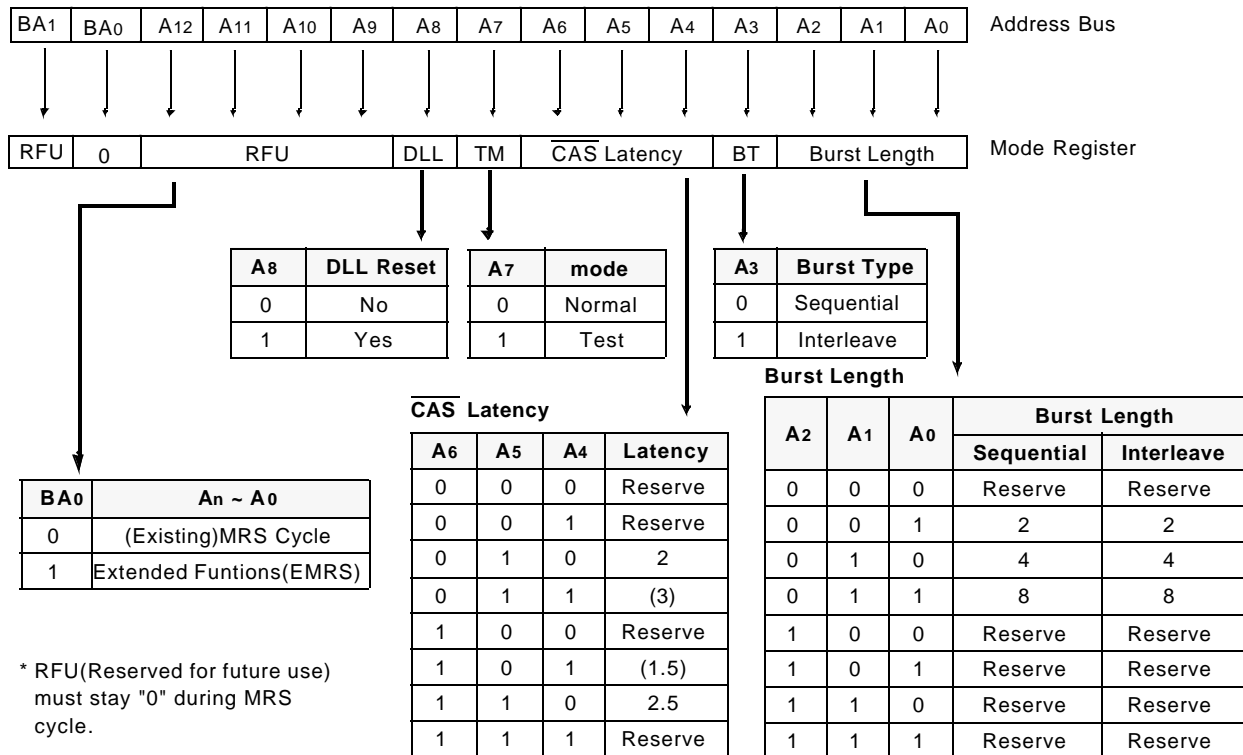 BA1 BA0 A12 A11 A10 A9 A8 A7 A6 A5 A4 A3 A2 A1 A0 Address Bus
RFU 0 RFU DLL TM CAS Latency BT Burst Length Mode Register
A8 DLL Reset
0 No
1 Yes
A7 mode
0 Normal
1 Test
A3 Burst Type
0 Sequential
1 Interleave
BA0 An ~ A0
0 (Existing)MRS Cycle
1 Extended Funtions(EMRS)
* RFU(Reserved for future use)
must stay "0" during MRS
cycle.
CAS Latency
A6 A5 A4 Latency
0 0 0 Reserve
0 0 1 Reserve
0 1 0 2
0 1 1 (3)
1 0 0 Reserve
1 0 1 (1.5)
1 1 0 2.5
1 1 1 Reserve
Burst Length
A2 A1 A0 Burst Length
Sequential Interleave
0 0 0 Reserve Reserve
0 0 1 2 2
0 1 0 4 4
0 1 1 8 8
1 0 0 Reserve Reserve
1 0 1 Reserve Reserve
1 1 0 Reserve Reserve
1 1 1 Reserve Reserve